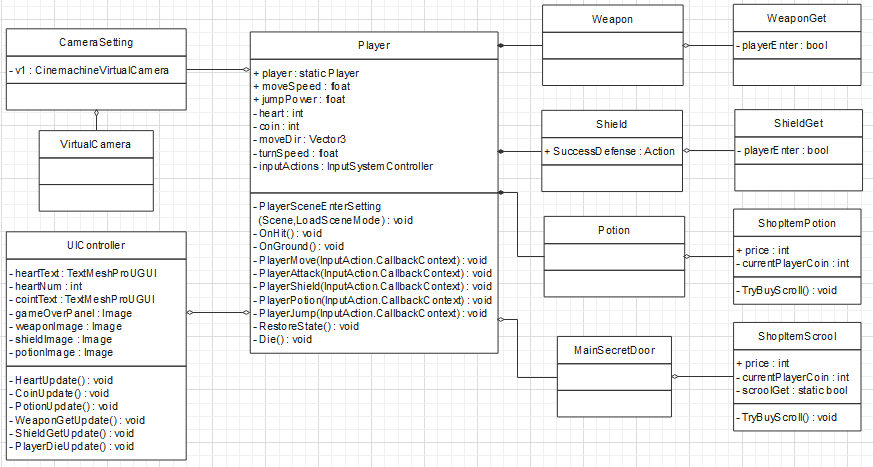 CameraSetting
- v1 : CinemachineVirtualCamera
VirtualCamera
UIController
- heartText : TextMeshProUGUI
- heartNum : int
- cointText : TextMeshProUGUI
- gameOverPanel : Image
- weaponImage : Image
- shieldImage : Image
- potionImage : Image
- HeartUpdate() : void
- CoinUpdate() : void
- PotionUpdate() : void
- WeaponGetUpdate() : void
- ShieldGetUpdate() : void
- PlayerDieUpdate() : void
Player
+ player : static Player
+ moveSpeed : float
+ jumpPower : float
- heart : int
- coin : int
- moveDir : Vector3
- turnSpeed : float
- inputActions : InputSystemController
- PlayerSceneEnterSetting
(Scene,LoadSceneMode) : void
- OnHit() : void
- OnGround() : void
- PlayerMove(InputAction.CallbackContext) : void
- PlayerAttack(InputAction.CallbackContext) : void
- PlayerShield(InputAction.CallbackContext) : void
- PlayerPotion(InputAction.CallbackContext) : void
- PlayerJump(InputAction.CallbackContext) : void
- RestoreState() : void
- Die() : void
Weapon
WeaponGet
- playerEnter : bool
Shield
+ SuccessDefense : Action
ShieldGet
- playerEnter : bool
Potion
ShopItemPotion
+ price : int
- currentPlayerCoin : int
- TryBuyScroll() : void
MainSecretDoor
ShopItemScrool
+ price : int
- currentPlayerCoin : int
- scroolGet : static bool
- TryBuyScroll() : void